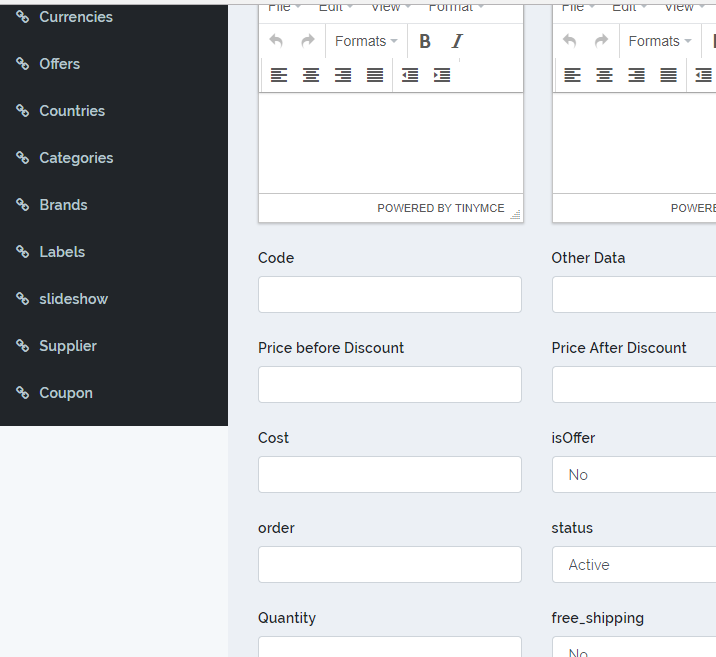 Currencies
Offers
Countries
Categories
Brands
Labels
slideshow
Supplier
Coupon
File Edit View Format
File Edit View
Formats B I
Formats
POWERED BY TINYMCE
Code
Other Data
Price before Discount
Price After Discount
Cost
isOffer
No
order
status
Active
Quantity
free_shipping
No